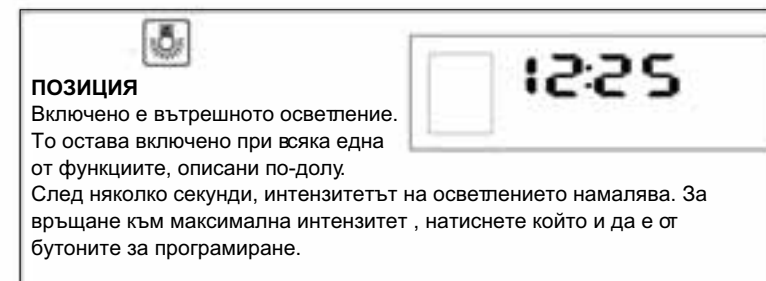 12:25
ПОЗИЦИЯ
Включено е вътрешното осветление.
То остава включено при всяка една
от функциите, описани по-долу.
След няколко секунди, интензитетът на осветлението намалява. За
връщане към максимална интензитет , натиснете който и да е от
бутоните за програмиране.